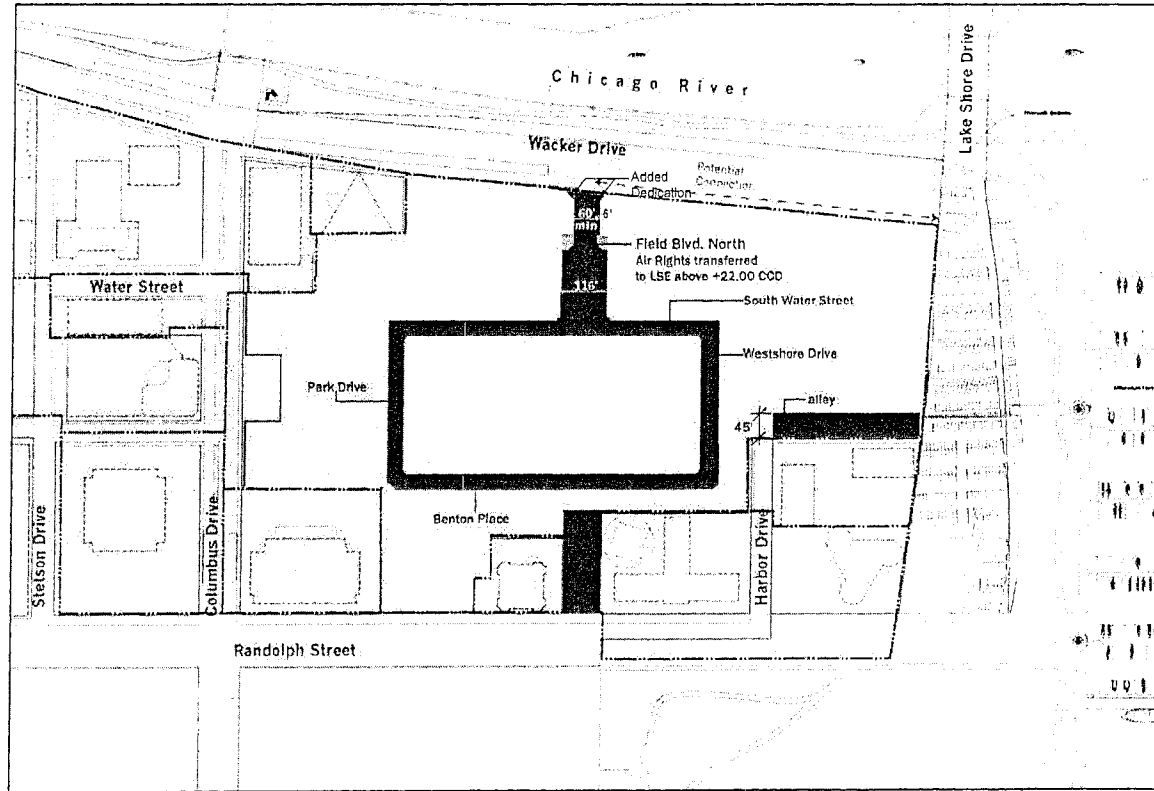 Chicago River
Lake Shore Drive
Wacker Drive
Potential
Connection
Added
Dedication
60' 6'
min
Field Blvd. North
Air Rights transferred
to LSE above +22.00 CCD
Water Street
116'
South Water Street
Westshore Drive
Park Drive
alley
45'
Benton Place
Stetson Drive
Columbus Drive
Harbor Drive
Randolph Street